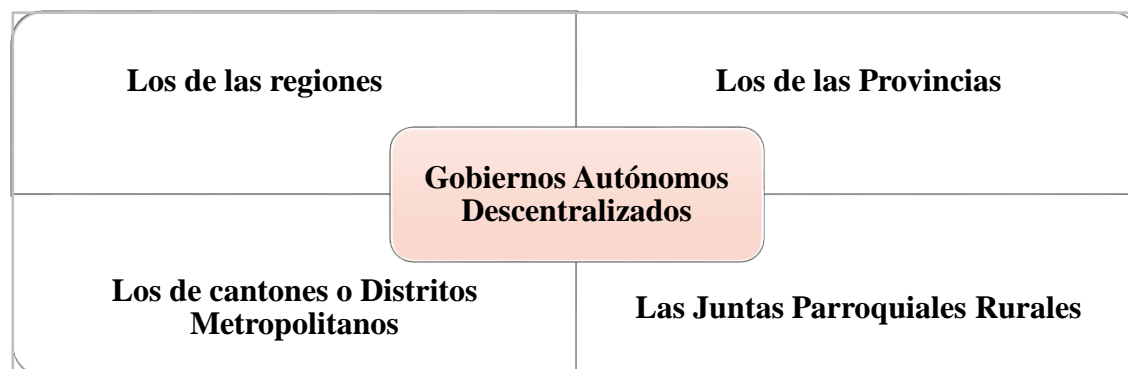 Los de las regiones
Los de las Provincias
Gobiernos Autónomos
Descentralizados
Los de cantones o Distritos
Metropolitanos
Las Juntas Parroquiales Rurales